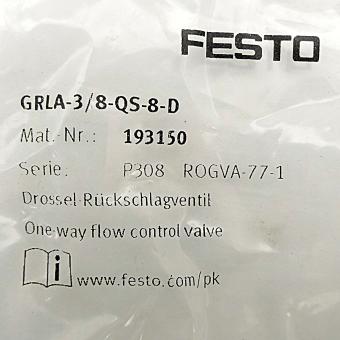 FESTO
GRLA-3/8-QS-8-D
Mat.-Nr.: 193150
Serie. P308 ROGVA-77-1
Drossel-Rückschlagventil
One-way flow control valve
i www.festo.com/pk